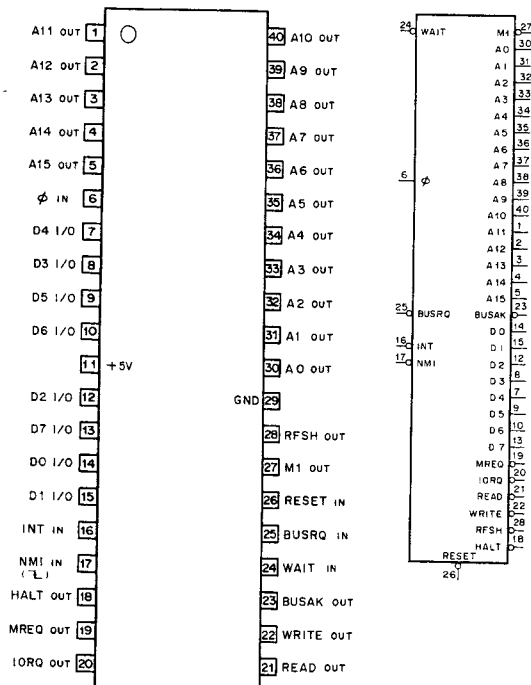 A11 OUT 1
A12 OUT 2
A13 OUT 3
A14 OUT 4
A15 OUT 5
ϕ IN 6
D4 I/O 7
D3 I/O 8
D5 I/O 9
D6 I/O 10
11 +5V
D2 I/O 12
D7 I/O 13
D0 I/O 14
D1 I/O 15
INT IN 16
NMI IN 17
HALT OUT 18
MREQ OUT 19
IORQ OUT 20
40 A10 OUT
39 A9 OUT
38 A8 OUT
37 A7 OUT
36 A6 OUT
35 A5 OUT
34 A4 OUT
33 A3 OUT
32 A2 OUT
31 A1 OUT
30 A0 OUT
GND 29
28 RFSH OUT
27 M1 OUT
26 RESET IN
25 BUSRQ IN
24 WAIT IN
23 BUSAK OUT
22 WRITE OUT
21 READ OUT
24 WAIT
6 ϕ
25 BUSRQ
16 INT
17 NMI
M1 27
A0 30
A1 31
A2 32
A3 33
A4 34
A5 35
A6 36
A7 37
A8 38
A9 39
A10 40
A11 1
A12 2
A13 3
A14 4
A15 5
BUSAK 23
D0 14
D1 15
D2 12
D3 8
D4 7
D5 9
D6 10
D7 13
MREQ 19
IORQ 20
READ 21
WRITE 22
RFSH 28
HALT 18
RESET
26